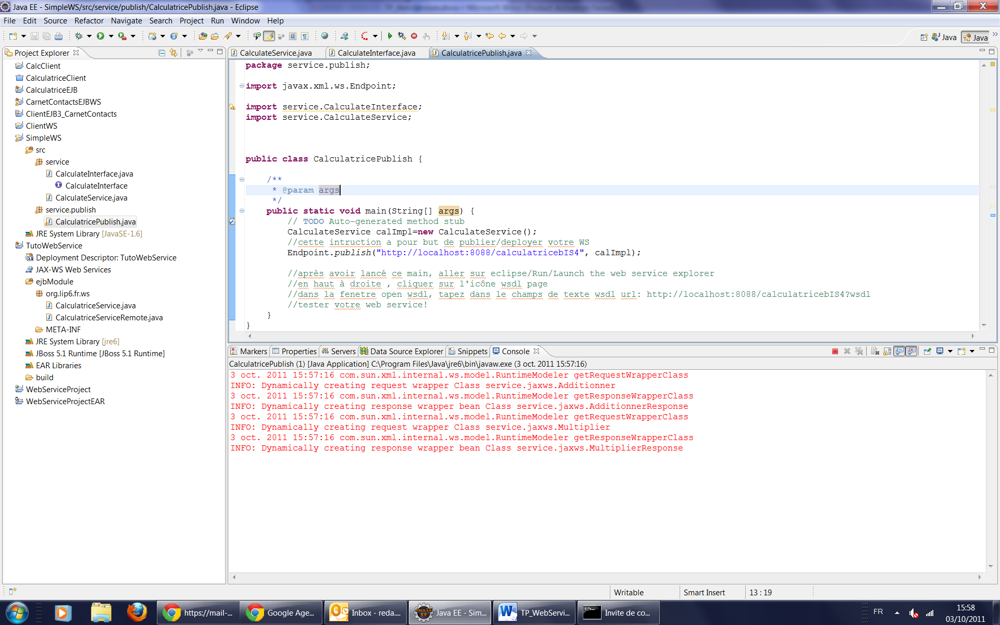 Java EE - SimpleWS/src/service/publish/CalculatricePublish.java - Eclipse
File Edit Source Refactor Navigate Search Project Run Window Help
Java Java
Project Explorer
CalcClient
CalculatriceClient
CalculatriceEJB
CarnetContactsEJBWS
ClientEJB3_CarnetContacts
ClientWS
SimpleWS
src
service
CalculateInterface.java
CalculateInterface
CalculateService.java
service.publish
CalculatricePublish.java
JRE System Library [JavaSE-1.6]
TutoWebService
Deployment Descriptor: TutoWebService
JAX-WS Web Services
ejbModule
org.lip6.fr.ws
CalculatriceService.java
CalculatriceServiceRemote.java
META-INF
JRE System Library [jre6]
JBoss 5.1 Runtime [JBoss 5.1 Runtime]
EAR Libraries
build
WebServiceProject
WebServiceProjectEAR
CalculateService.java CalculateInterface.java CalculatricePublish.java
package service.publish;
import javax.xml.ws.Endpoint;
import service.CalculateInterface;
import service.CalculateService;
public class CalculatricePublish {
/**
* @param args
*/
public static void main(String[] args) {
// TODO Auto-generated method stub
CalculateService calImpl=new CalculateService();
//cette intruction a pour but de publier/deployer votre WS
Endpoint.publish("http://localhost:8088/calculatricebIS4", calImpl);
//après avoir lancé ce main, aller sur eclipse/Run/Launch the web service explorer
//en haut à droite , cliquer sur l'icône wsdl page
//dans la fenetre open wsdl, tapez dans le champs de texte wsdl url: http://localhost:8088/calculatricebIS4?wsdl
//tester votre web service!
}
}
Markers Properties Servers Data Source Explorer Snippets Console
CalculatricePublish (1) [Java Application] C:\Program Files\Java\jre6\bin\javaw.exe (3 oct. 2011 15:57:16)
3 oct. 2011 15:57:16 com.sun.xml.internal.ws.model.RuntimeModeler getRequestWrapperClass
INFO: Dynamically creating request wrapper Class service.jaxws.Additionner
3 oct. 2011 15:57:16 com.sun.xml.internal.ws.model.RuntimeModeler getResponseWrapperClass
INFO: Dynamically creating response wrapper bean Class service.jaxws.AdditionnerResponse
3 oct. 2011 15:57:16 com.sun.xml.internal.ws.model.RuntimeModeler getRequestWrapperClass
INFO: Dynamically creating request wrapper Class service.jaxws.Multiplier
3 oct. 2011 15:57:16 com.sun.xml.internal.ws.model.RuntimeModeler getResponseWrapperClass
INFO: Dynamically creating response wrapper bean Class service.jaxws.MultiplierResponse
Writable Smart Insert 13 : 19
https://mail-... Google Age... Inbox - reda.... Java EE - Sim... TP_WebServi... Invite de co... FR 15:58
03/10/2011